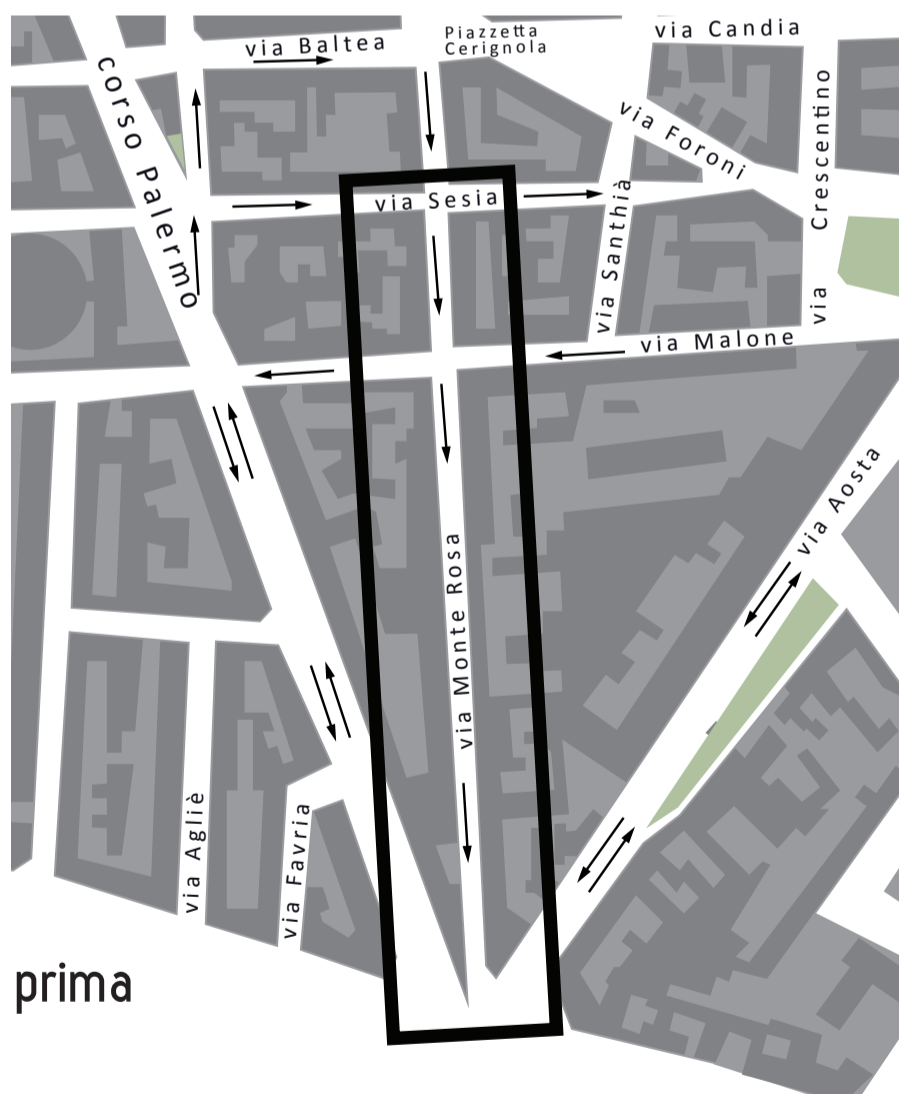 via Baltea
Piazzetta
Cerignola
via Candia
corso Palermo
via Foroni
via Crescentino
via Sesia
via Santhià
via Malone
via Aosta
via Monte Rosa
via Agliè
via Favria
prima